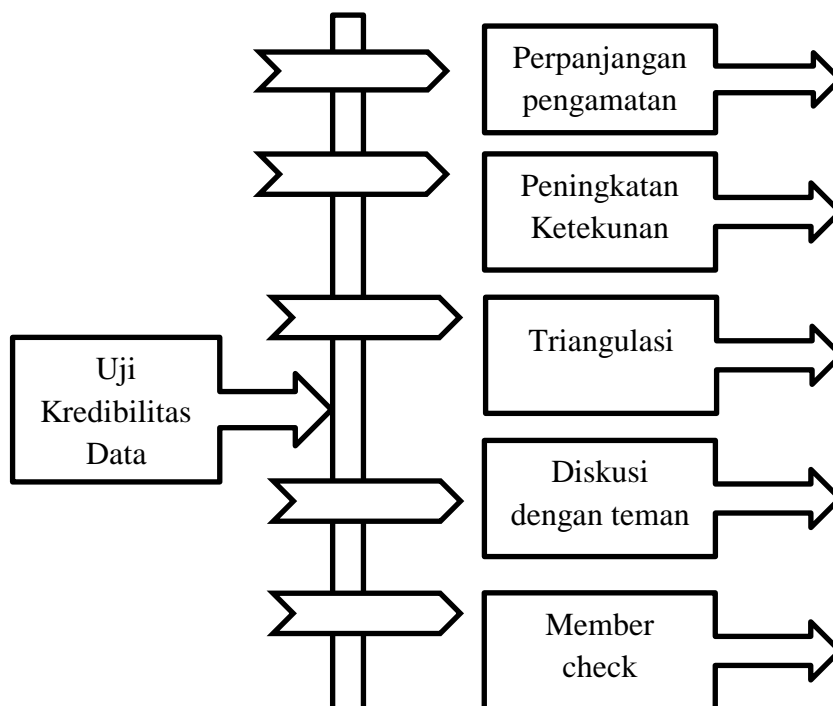 Perpanjangan
pengamatan
Peningkatan
Ketekunan
Triangulasi
Uji
Kredibilitas
Data
Diskusi
dengan teman
Member
check